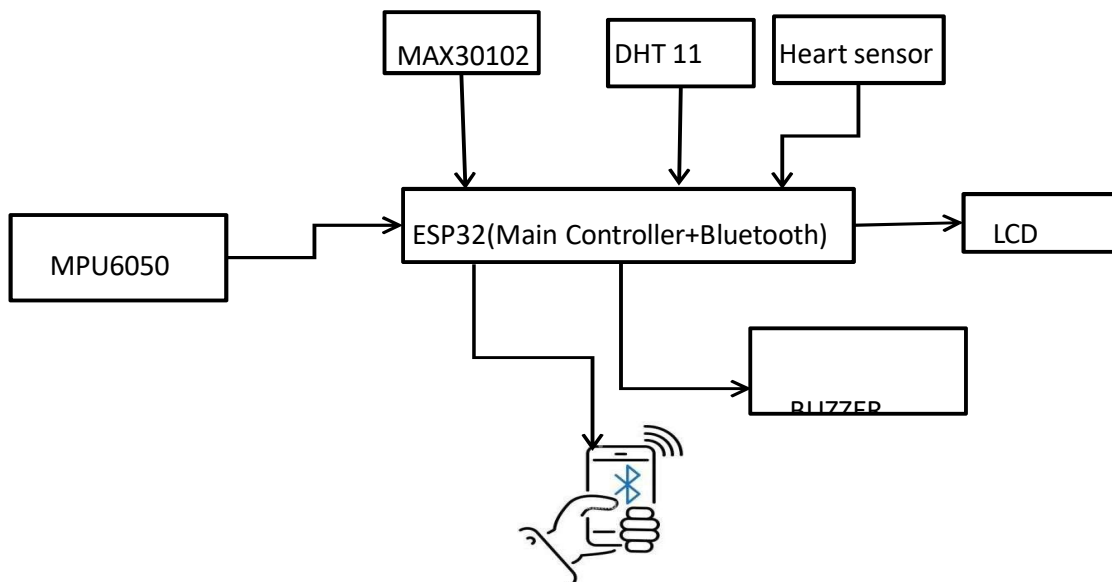 MAX30102
DHT 11
Heart sensor
ESP32(Main Controller+Bluetooth)
LCD
MPU6050
BUZZER